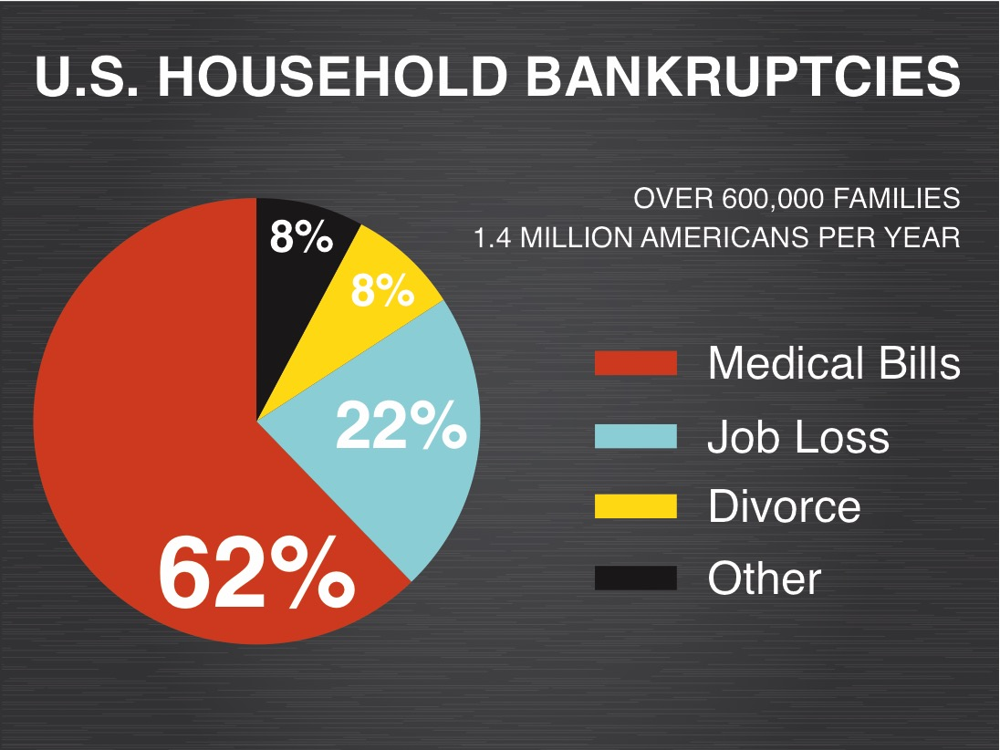 U.S. HOUSEHOLD BANKRUPTCIES
OVER 600,000 FAMILIES
1.4 MILLION AMERICANS PER YEAR
8%
8%
22%
62%
Medical Bills
Job Loss
Divorce
Other